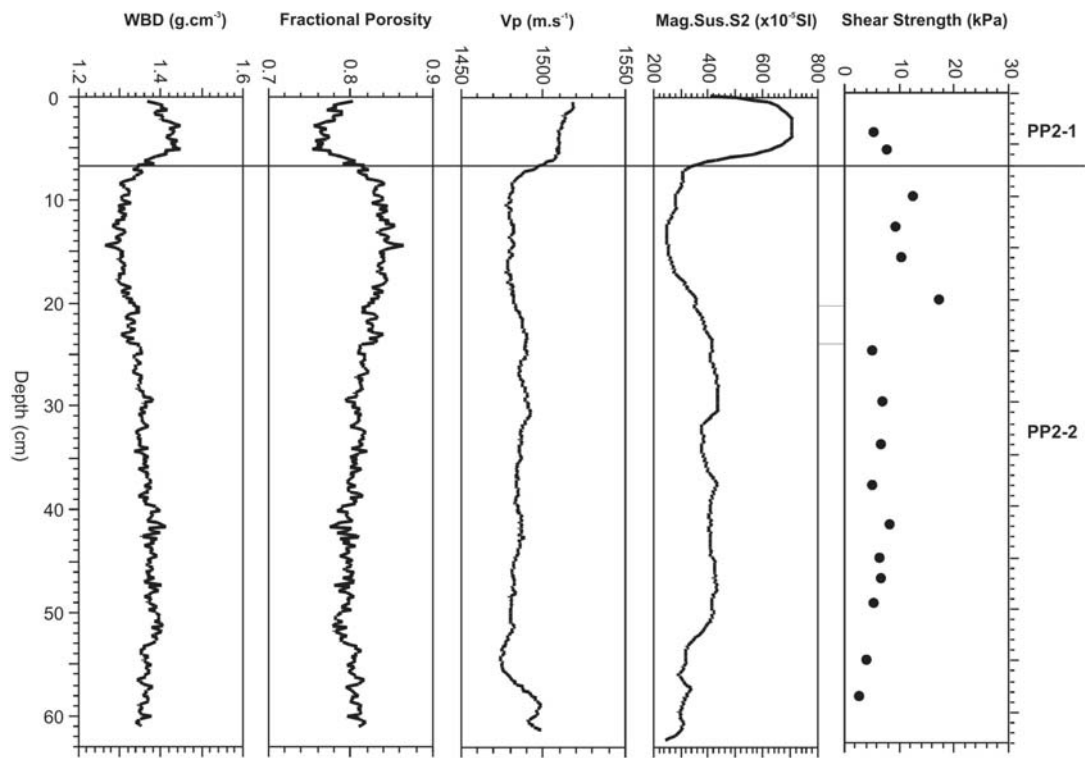 WBD (g.cm⁻³) Fractional Porosity Vp (m.s⁻¹) Mag.Sus.S2 (x10⁻⁵SI) Shear Strength (kPa)
1.2 1.4 1.6 0.7 0.8 0.9 1450 1500 1550 200 400 600 800 0 10 20 30
0
PP2-1
10
20
30
Depth (cm)
PP2-2
40
50
60